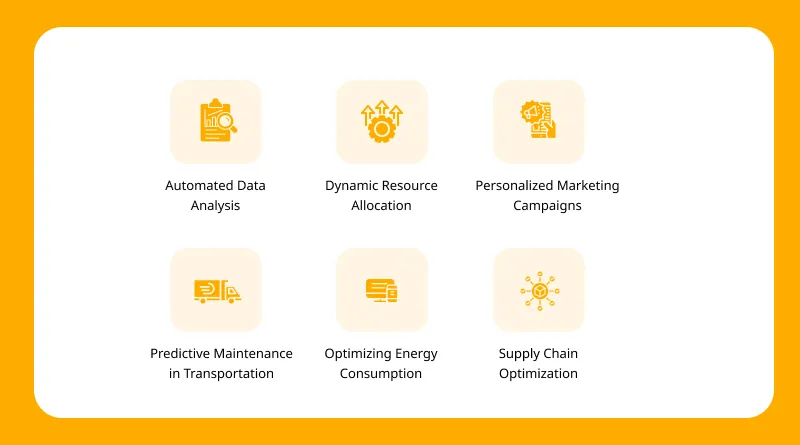 Automated Data
Analysis
Dynamic Resource
Allocation
Personalized Marketing
Campaigns
Predictive Maintenance
in Transportation
Optimizing Energy
Consumption
Supply Chain
Optimization